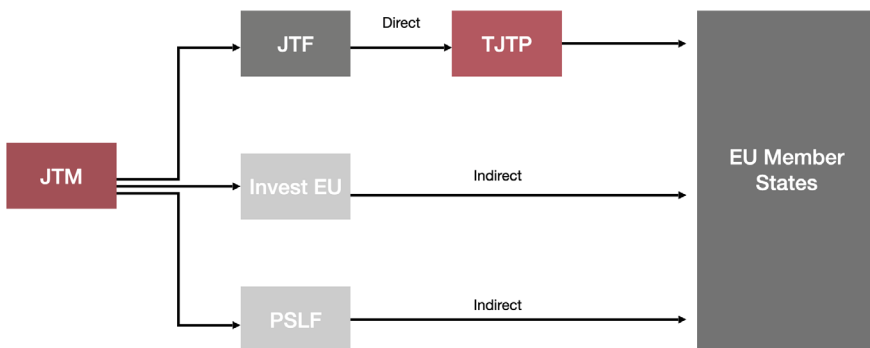 Direct
JTF
TJTP
JTM
Invest EU
Indirect
EU Member
States
PSLF
Indirect